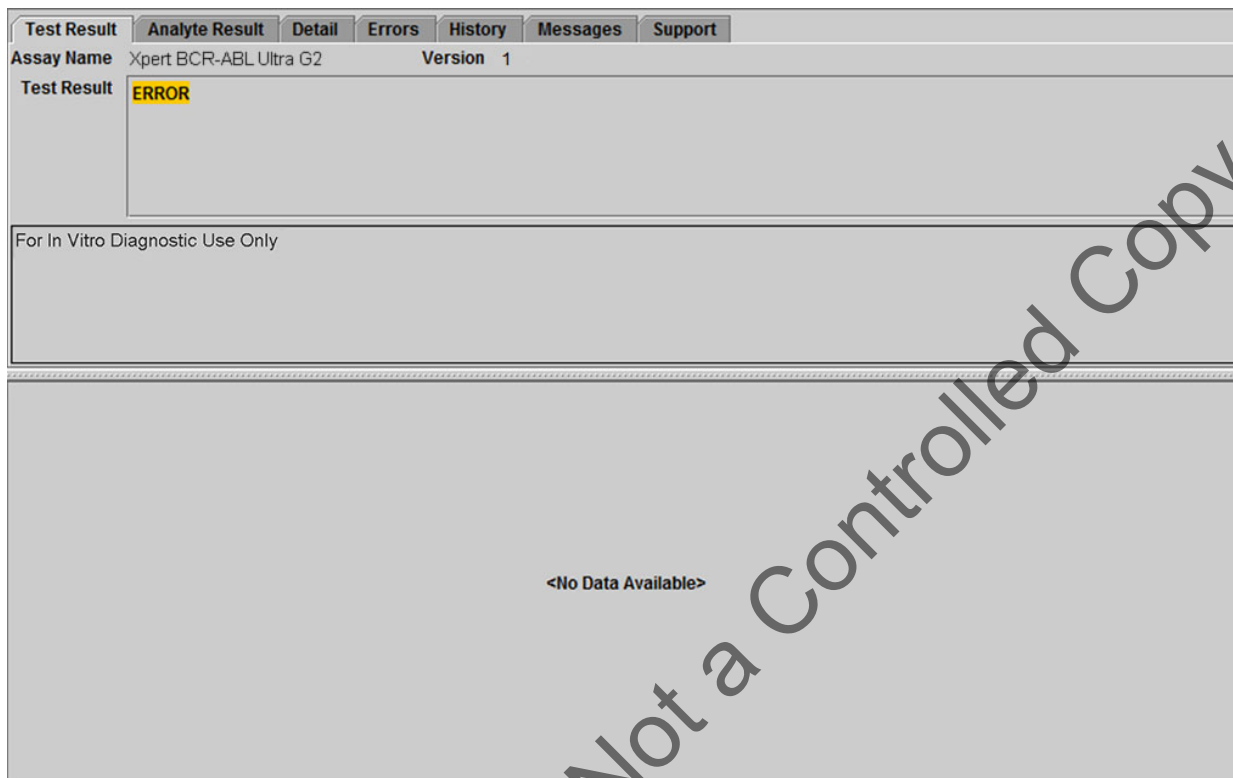 Test Result Analyte Result Detail Errors History Messages Support
Assay Name Xpert BCR-ABL Ultra G2 Version 1
Test Result ERROR
For In Vitro Diagnostic Use Only
<No Data Available>
Not a Controlled Copy